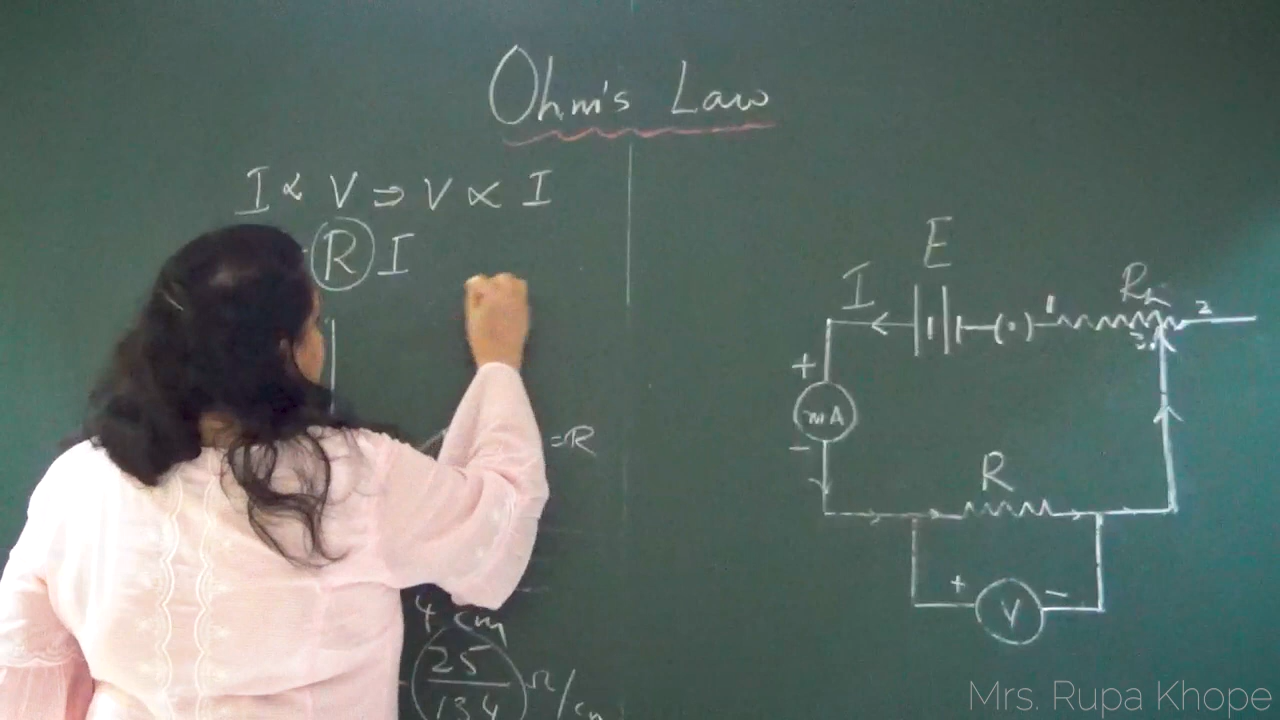 Ohm's Law
I ∝ V ⇒ V ∝ I
R I
= R
4 cm
25
134
Ω/cm
E
I
1
Rh
2
3
+
mA
−
R
+
V
−
Mrs. Rupa Khope